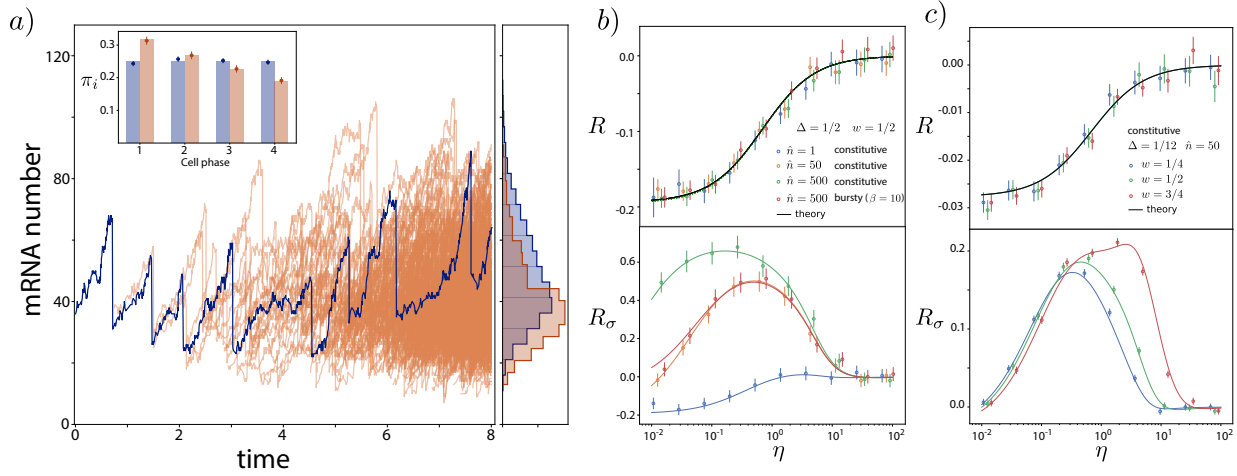 a)
mRNA number
120
80
40
0
0
2
4
6
8
time
π_i
0.3
0.2
0.1
1
2
3
4
Cell phase
b)
R
0.0
-0.1
-0.2
Δ = 1/2 w = 1/2
n̂ = 1 constitutive
n̂ = 50 constitutive
n̂ = 500 constitutive
n̂ = 500 bursty (β = 10)
theory
R_σ
0.6
0.4
0.2
0.0
-0.2
10^-2
10^-1
10^0
10^1
10^2
η
c)
R
0.00
-0.01
-0.02
-0.03
constitutive
Δ = 1/12 n̂ = 50
w = 1/4
w = 1/2
w = 3/4
theory
R_σ
0.2
0.1
0.0
10^-2
10^-1
10^0
10^1
10^2
η